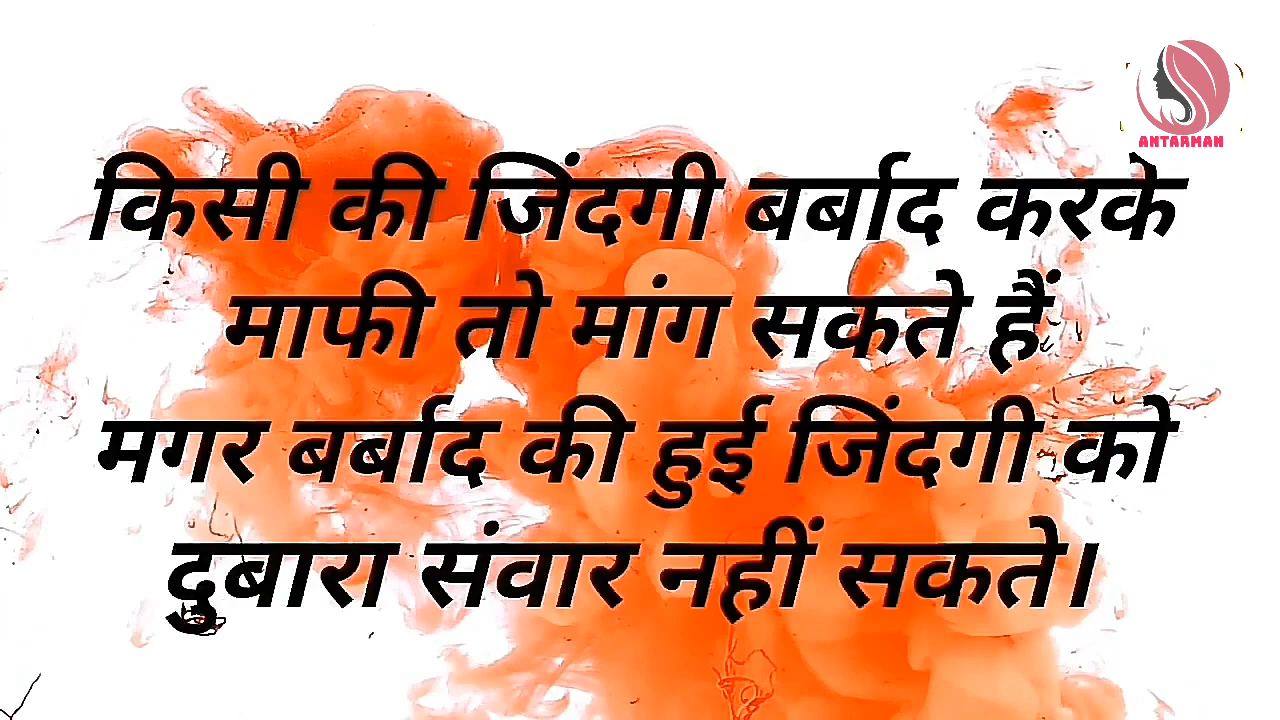 ANTARMAN
किसी की जिंदगी बर्बाद करके
माफी तो मांग सकते हैं
मगर बर्बाद की हुई जिंदगी को
दुबारा संवार नहीं सकते।